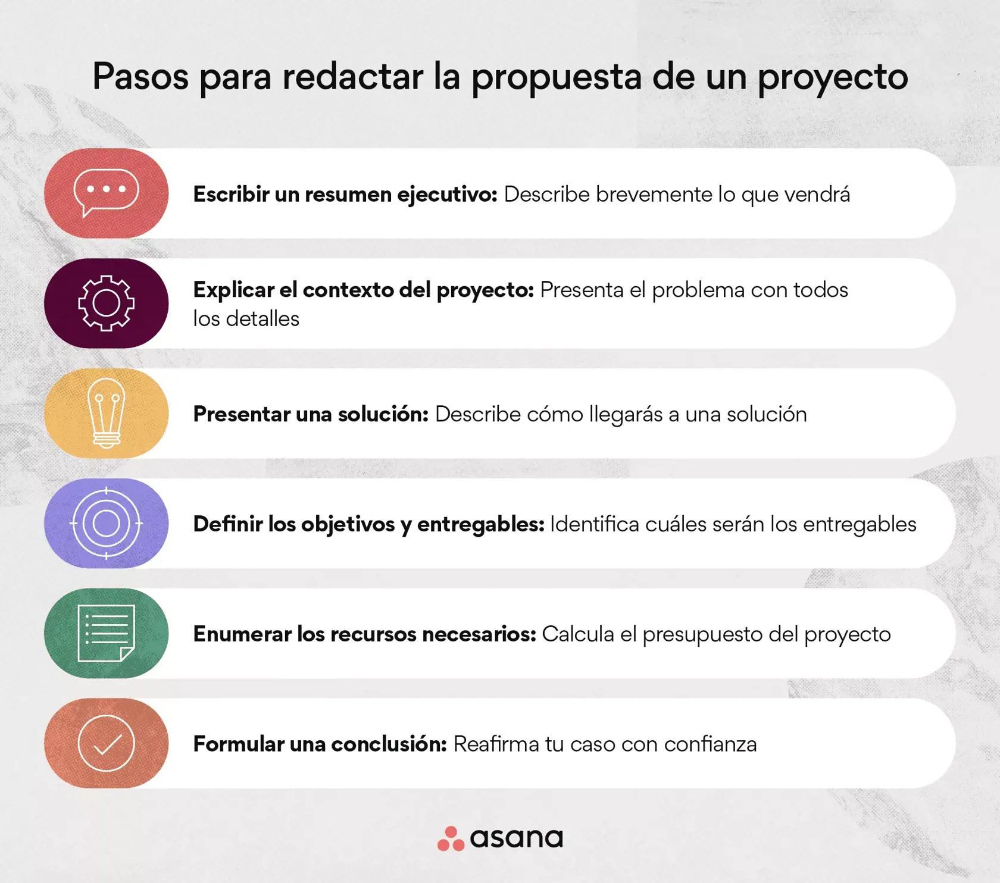 Pasos para redactar la propuesta de un proyecto
Escribir un resumen ejecutivo: Describe brevemente lo que vendrá
Explicar el contexto del proyecto: Presenta el problema con todos
los detalles
Presentar una solución: Describe cómo llegarás a una solución
Definir los objetivos y entregables: Identifica cuáles serán los entregables
Enumerar los recursos necesarios: Calcula el presupuesto del proyecto
Formular una conclusión: Reafirma tu caso con confianza
asana